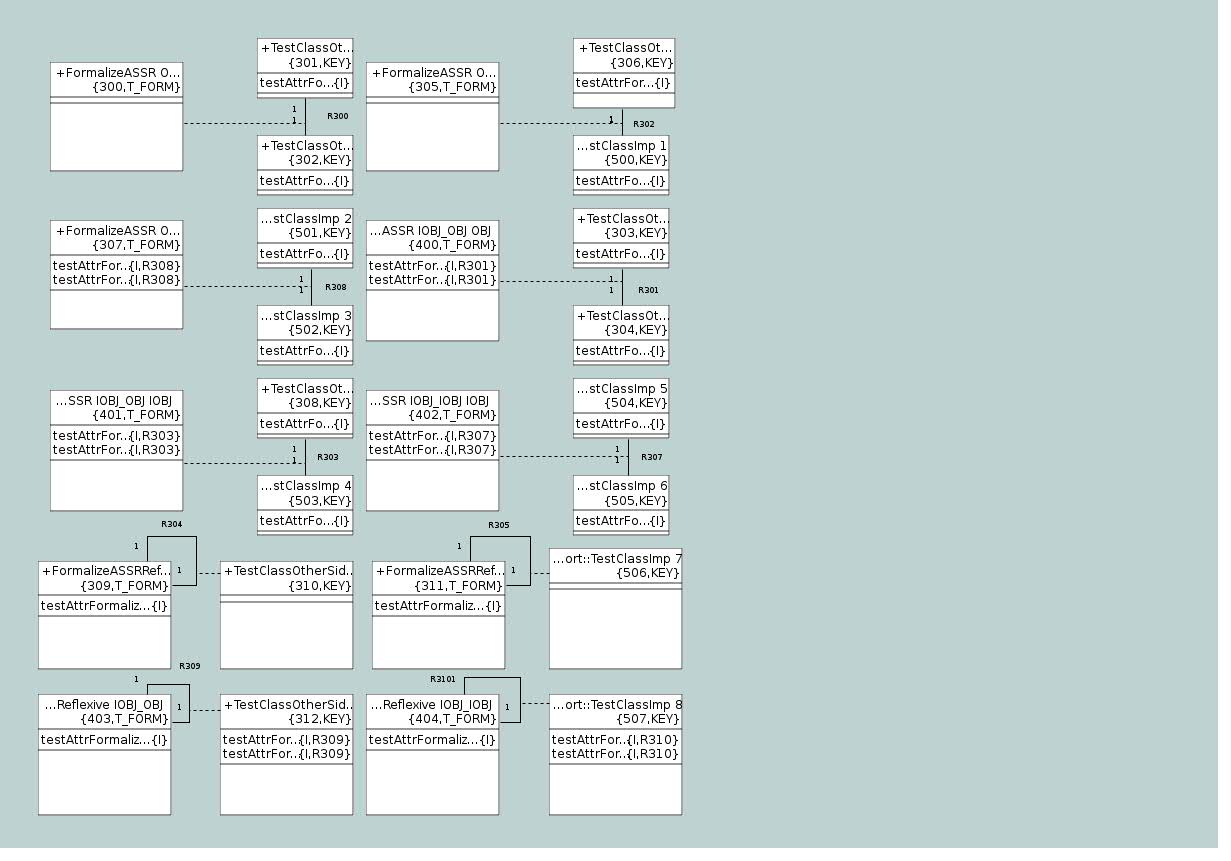 +FormalizeASSR O...
{300,T_FORM}
+TestClassOt...
{301,KEY}
testAttrFo...{I}
1
1
R300
+TestClassOt...
{302,KEY}
testAttrFo...{I}
+FormalizeASSR O...
{305,T_FORM}
+TestClassOt...
{306,KEY}
testAttrFo...{I}
1
R302
...stClassImp 1
{500,KEY}
testAttrFo...{I}
+FormalizeASSR O...
{307,T_FORM}
testAttrFor...{I,R308}
testAttrFor...{I,R308}
...stClassImp 2
{501,KEY}
testAttrFo...{I}
1
1
R308
...stClassImp 3
{502,KEY}
testAttrFo...{I}
...ASSR IOBJ_OBJ OBJ
{400,T_FORM}
testAttrFor...{I,R301}
testAttrFor...{I,R301}
+TestClassOt...
{303,KEY}
testAttrFo...{I}
1
1
R301
+TestClassOt...
{304,KEY}
testAttrFo...{I}
...SSR IOBJ_OBJ IOBJ
{401,T_FORM}
testAttrFor...{I,R303}
testAttrFor...{I,R303}
+TestClassOt...
{308,KEY}
testAttrFo...{I}
1
1
R303
...stClassImp 4
{503,KEY}
testAttrFo...{I}
...SSR IOBJ_IOBJ IOBJ
{402,T_FORM}
testAttrFor...{I,R307}
testAttrFor...{I,R307}
...stClassImp 5
{504,KEY}
testAttrFo...{I}
1
1
R307
...stClassImp 6
{505,KEY}
testAttrFo...{I}
R304
1
+FormalizeASSRRef...
{309,T_FORM}
testAttrFormaliz...{I}
1
+TestClassOtherSid...
{310,KEY}
R305
1
+FormalizeASSRRef...
{311,T_FORM}
testAttrFormaliz...{I}
1
...ort::TestClassImp 7
{506,KEY}
R309
1
...Reflexive IOBJ_OBJ
{403,T_FORM}
testAttrFormaliz...{I}
1
+TestClassOtherSid...
{312,KEY}
testAttrFor...{I,R309}
testAttrFor...{I,R309}
R3101
...Reflexive IOBJ_IOBJ
{404,T_FORM}
testAttrFormaliz...{I}
1
...ort::TestClassImp 8
{507,KEY}
testAttrFor...{I,R310}
testAttrFor...{I,R310}